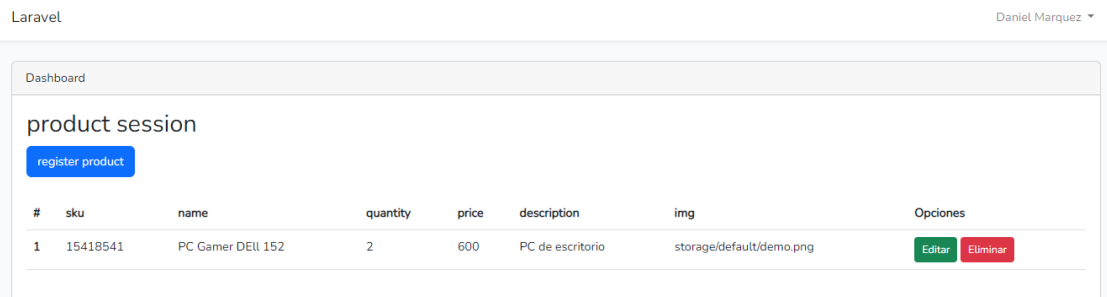 Laravel Daniel Marquez
Dashboard
product session
register product
# sku name quantity price description img Opciones
1 15418541 PC Gamer DEll 152 2 600 PC de escritorio storage/default/demo.png Editar Eliminar